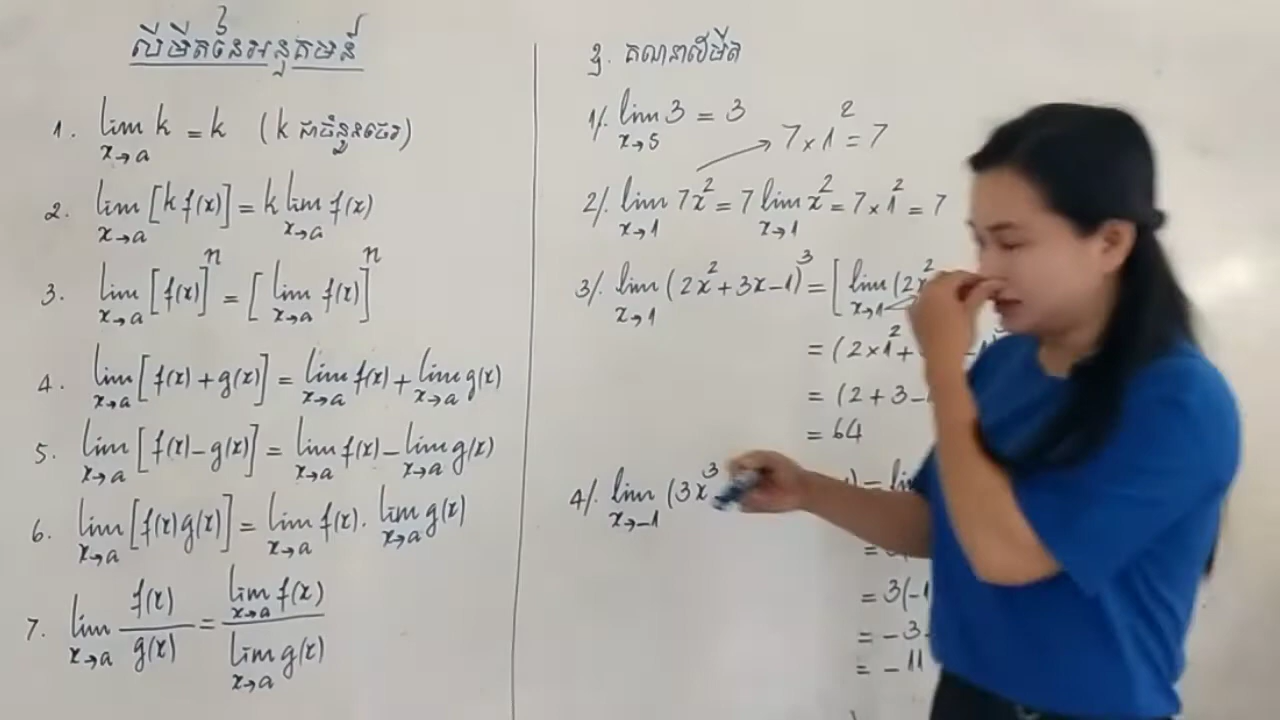 លីមីតនៃអនុគមន៍
1. lim k = k (k ជាចំនួនថេរ)
x→a
2. lim [k f(x)] = k lim f(x)
x→a x→a
3. lim [f(x)]ⁿ = [lim f(x)]ⁿ
x→a x→a
4. lim [f(x) + g(x)] = lim f(x) + lim g(x)
x→a x→a x→a
5. lim [f(x) - g(x)] = lim f(x) - lim g(x)
x→a x→a x→a
6. lim [f(x) g(x)] = lim f(x) . lim g(x)
x→a x→a x→a
7. lim f(x)/g(x) = lim f(x) / lim g(x)
x→a x→a x→a
គណនាលីមីត
1/. lim 3 = 3
x→5
7×1² = 7
2/. lim 7x² = 7 lim x² = 7×1² = 7
x→1 x→1
3/. lim (2x² + 3x - 1)³ = [lim (2x²
x→1 x→1
= (2×1² +
= (2 + 3 -
= 64
4/. lim (3x³
x→-1
= 3(-1
= -3
= -11